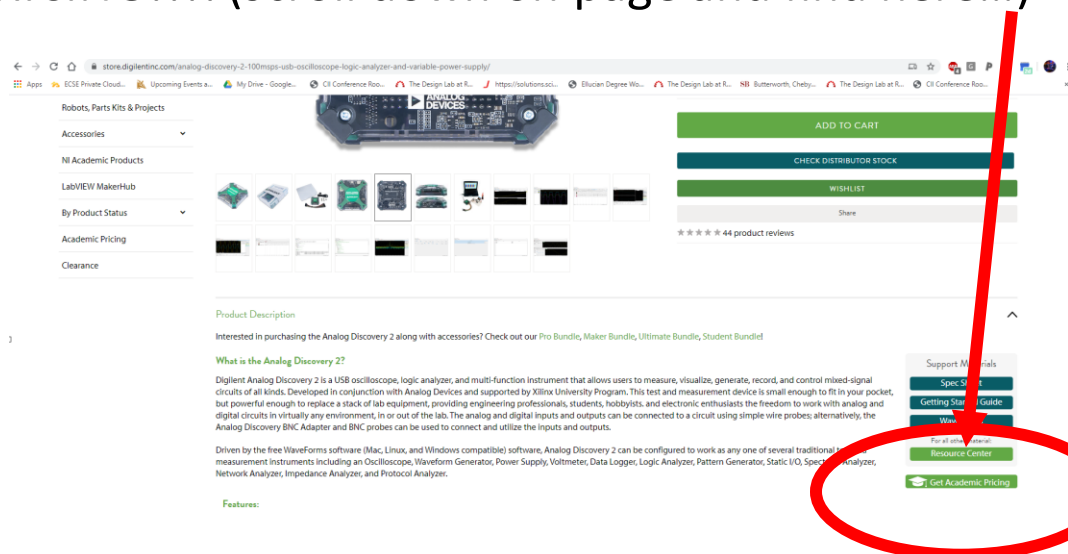 (scroll down on page and find here...)
store.digilentinc.com/analog-discovery-2-100msps-usb-oscilloscope-logic-analyzer-and-variable-power-supply/
Apps ECSE Private Cloud... Upcoming Events a... My Drive - Google... CII Conference Roo... The Design Lab at R... https://solutions.sci... Ellucian Degree Wo... The Design Lab at R... SB Butterworth, Cheby... The Design Lab at R... CII Conference Roo...
Robots, Parts Kits & Projects
Accessories
NI Academic Products
LabVIEW MakerHub
By Product Status
Academic Pricing
Clearance
ANALOG
DEVICES
ADD TO CART
CHECK DISTRIBUTOR STOCK
WISHLIST
Share
44 product reviews
Product Description
Interested in purchasing the Analog Discovery 2 along with accessories? Check out our Pro Bundle, Maker Bundle, Ultimate Bundle, Student Bundle!
What is the Analog Discovery 2?
Digilent Analog Discovery 2 is a USB oscilloscope, logic analyzer, and multi-function instrument that allows users to measure, visualize, generate, record, and control mixed-signal
circuits of all kinds. Developed in conjunction with Analog Devices and supported by Xilinx University Program. This test and measurement device is small enough to fit in your pocket,
but powerful enough to replace a stack of lab equipment, providing engineering professionals, students, hobbyists, and electronic enthusiasts the freedom to work with analog and
digital circuits in virtually any environment, in or out of the lab. The analog and digital inputs and outputs can be connected to a circuit using simple wire probes; alternatively, the
Analog Discovery BNC Adapter and BNC probes can be used to connect and utilize the inputs and outputs.
Driven by the free WaveForms software (Mac, Linux, and Windows compatible) software, Analog Discovery 2 can be configured to work as any one of several traditional
measurement instruments including an Oscilloscope, Waveform Generator, Power Supply, Voltmeter, Data Logger, Logic Analyzer, Pattern Generator, Static I/O, Spectrum Analyzer,
Network Analyzer, Impedance Analyzer, and Protocol Analyzer.
Features:
Support Materials
Spec Sheet
Getting Started Guide
For all other material:
Resource Center
Get Academic Pricing